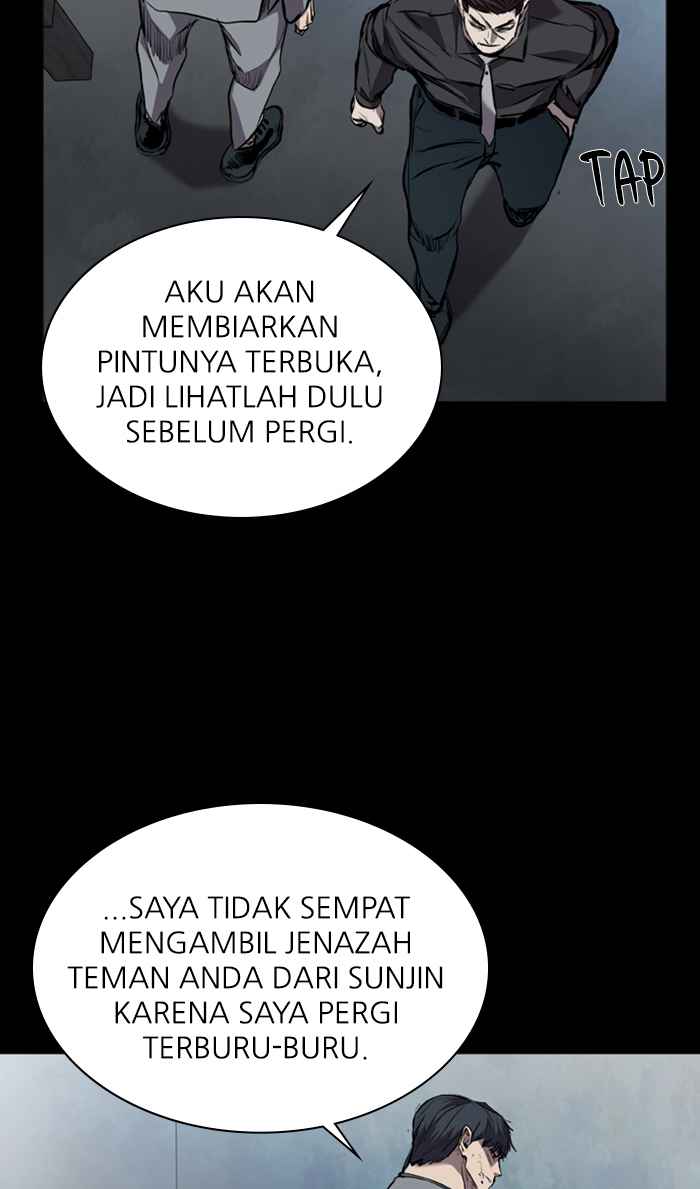 TAP
AKU AKAN
MEMBIARKAN
PINTUNYA TERBUKA,
JADI LIHATLAH DULU
SEBELUM PERGI.
...SAYA TIDAK SEMPAT
MENGAMBIL JENAZAH
TEMAN ANDA DARI SUNJIN
KARENA SAYA PERGI
TERBURU-BURU.